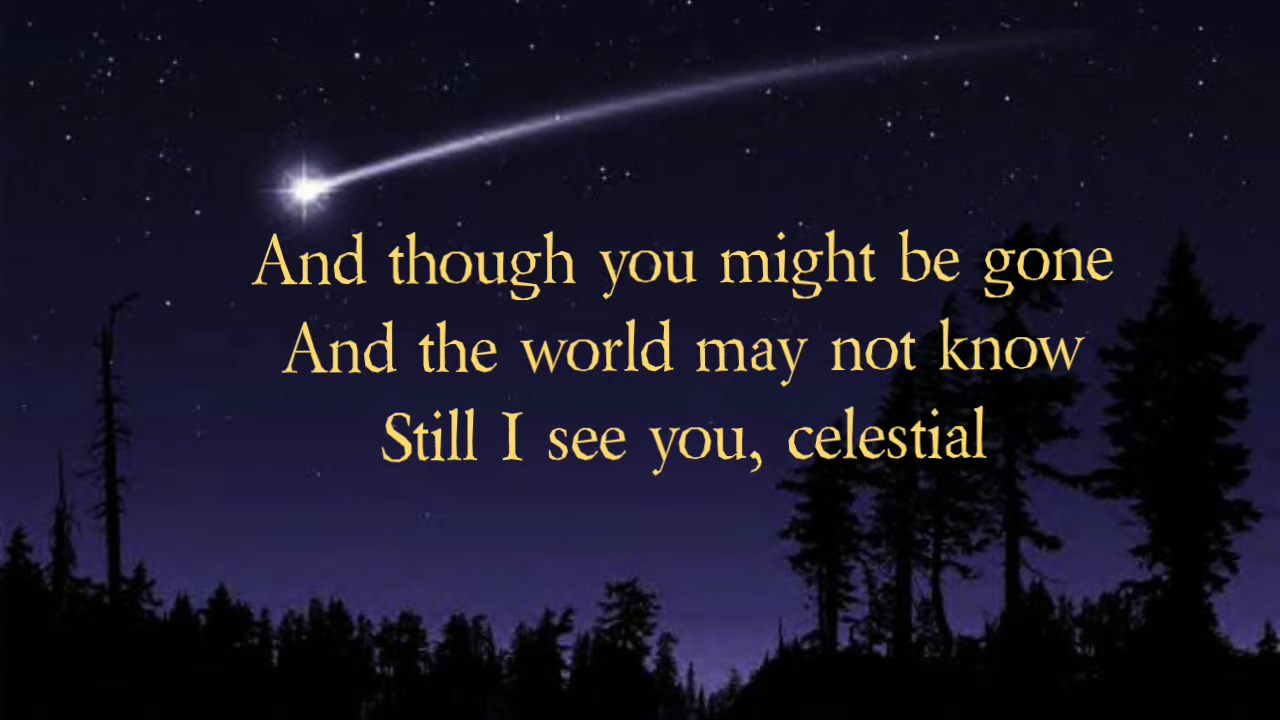 And though you might be gone
And the world may not know
Still I see you, celestial